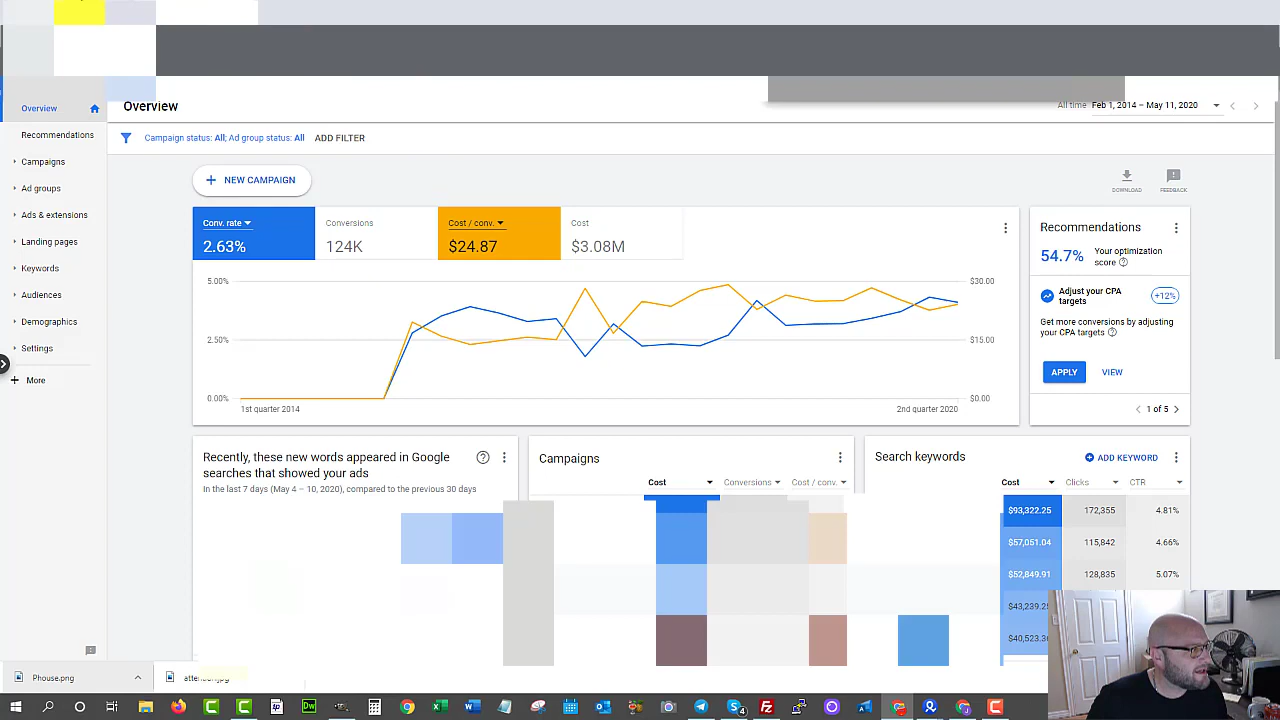 Overview
All time Feb 1, 2014 – May 11, 2020
Overview
Recommendations
Campaigns
Ad groups
Ads & extensions
Landing pages
Keywords
Audiences
Demographics
Settings
More
Campaign status: All; Ad group status: All ADD FILTER
NEW CAMPAIGN
DOWNLOAD
FEEDBACK
Conv. rate
2.63%
Conversions
124K
Cost / conv.
$24.87
Cost
$3.08M
5.00%
2.50%
0.00%
$30.00
$15.00
$0.00
1st quarter 2014
2nd quarter 2020
Recommendations
54.7%
Your optimization
score
Adjust your CPA
targets
+12%
Get more conversions by adjusting
your CPA targets
APPLY VIEW
1 of 5
Recently, these new words appeared in Google
searches that showed your ads
In the last 7 days (May 4 – 10, 2020), compared to the previous 30 days
Campaigns
Cost Conversions Cost / conv.
Search keywords
ADD KEYWORD
Cost Clicks CTR
$93,322.25 172,355 4.81%
$57,051.04 115,842 4.66%
$52,849.91 128,835 5.07%
Phouse.png